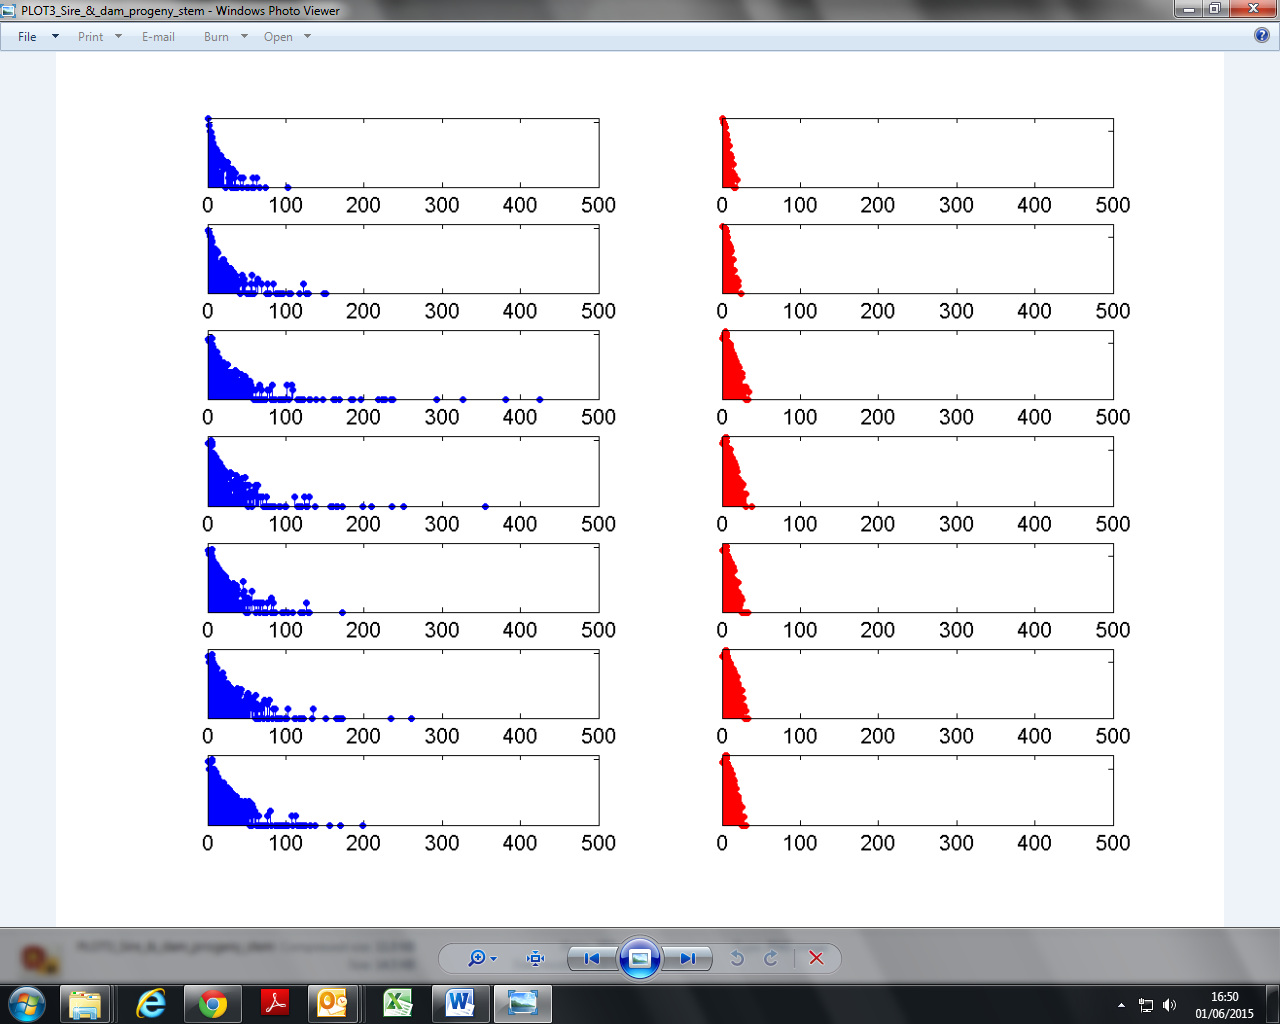 PLOT3_Sire_&_dam_progeny_stem - Windows Photo Viewer
File Print E-mail Burn Open
0 100 200 300 400 500 0 100 200 300 400 500
0 100 200 300 400 500 0 100 200 300 400 500
0 100 200 300 400 500 0 100 200 300 400 500
0 100 200 300 400 500 0 100 200 300 400 500
0 100 200 300 400 500 0 100 200 300 400 500
0 100 200 300 400 500 0 100 200 300 400 500
0 100 200 300 400 500 0 100 200 300 400 500
PLOT3_Sire_&_dam_progeny_stem
16:50
01/06/2015